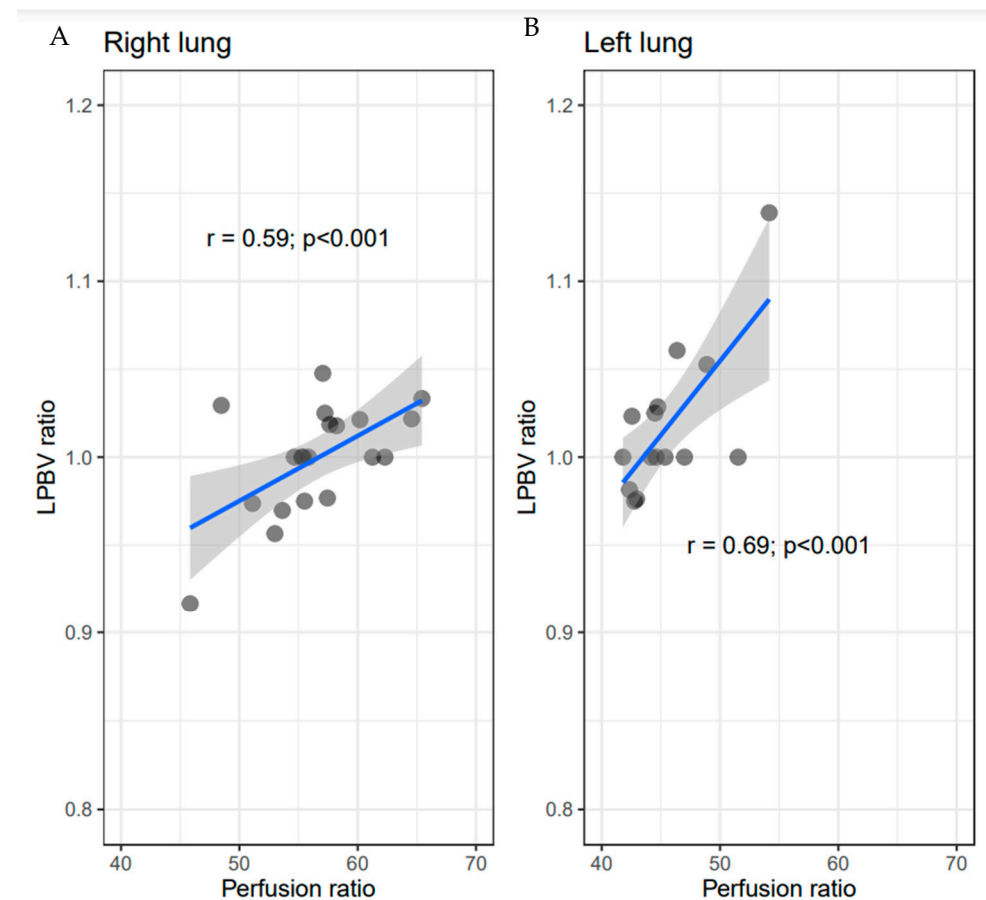 A
Right lung
1.2
1.1
1.0
0.9
0.8
LPBV ratio
r = 0.59; p<0.001
40 50 60 70
Perfusion ratio
B
Left lung
1.2
1.1
1.0
0.9
0.8
LPBV ratio
r = 0.69; p<0.001
40 50 60 70
Perfusion ratio